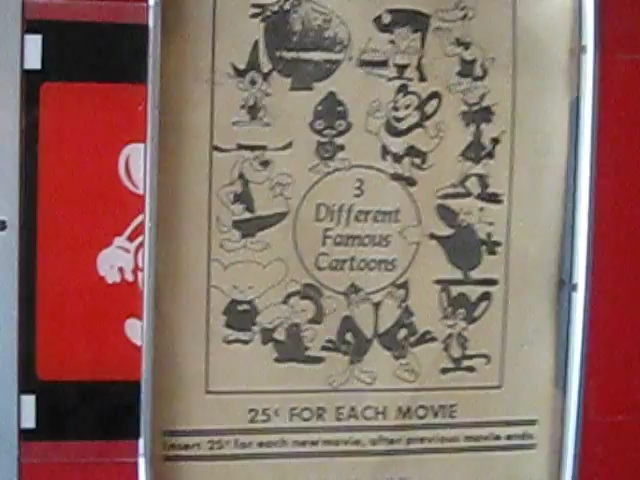 3
Different
Famous
Cartoons
25¢ FOR EACH MOVIE
Insert 25¢ for each new movie, after previous movie ends